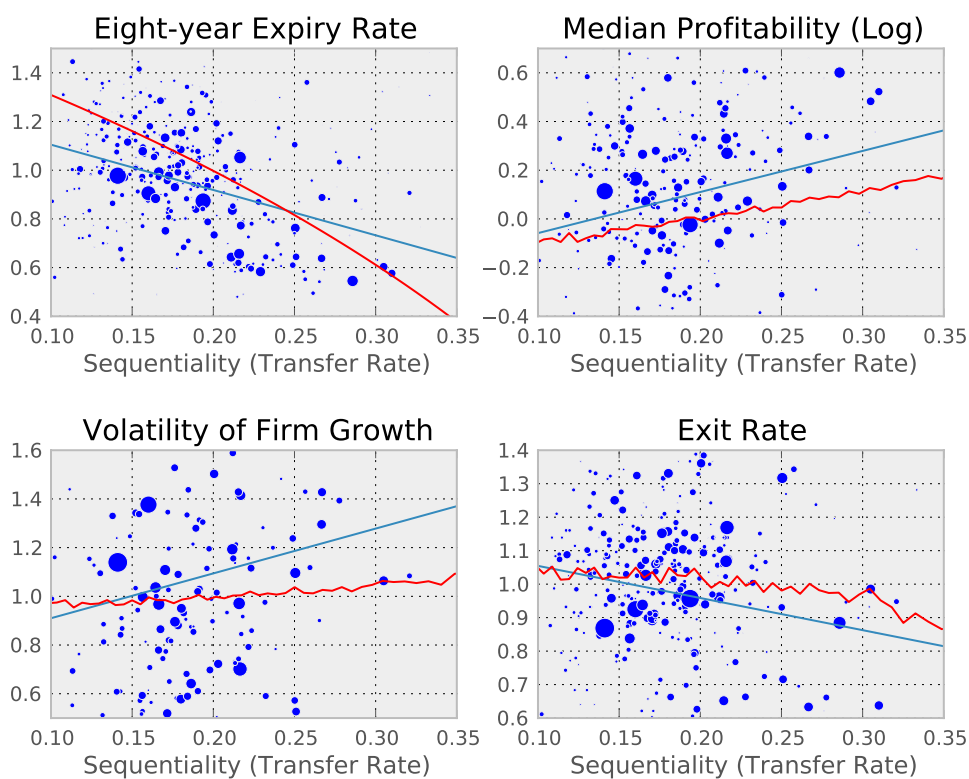 Eight-year Expiry Rate
1.4
1.2
1.0
0.8
0.6
0.4
0.10 0.15 0.20 0.25 0.30 0.35
Sequentiality (Transfer Rate)
Median Profitability (Log)
0.6
0.4
0.2
0.0
−0.2
−0.4
0.10 0.15 0.20 0.25 0.30 0.35
Sequentiality (Transfer Rate)
Volatility of Firm Growth
1.6
1.4
1.2
1.0
0.8
0.6
0.10 0.15 0.20 0.25 0.30 0.35
Sequentiality (Transfer Rate)
Exit Rate
1.4
1.3
1.2
1.1
1.0
0.9
0.8
0.7
0.6
0.10 0.15 0.20 0.25 0.30 0.35
Sequentiality (Transfer Rate)